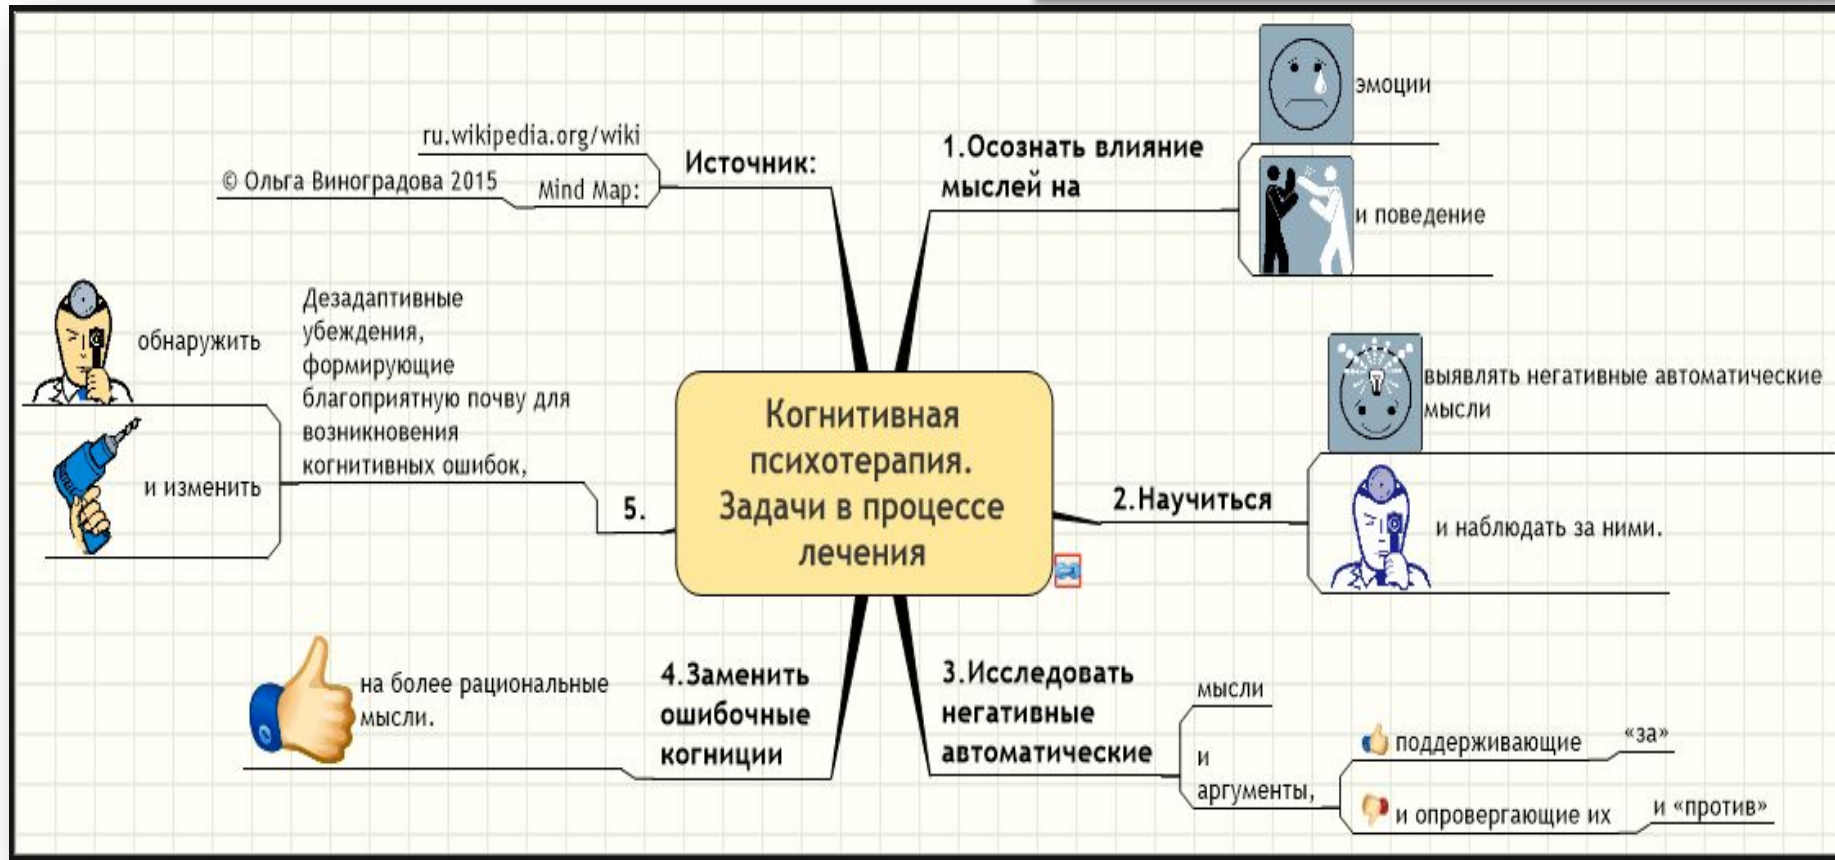 Когнитивная
психотерапия.
Задачи в процессе
лечения
1.Осознать влияние
мыслей на
эмоции
и поведение
2.Научиться
выявлять негативные автоматические
мысли
и наблюдать за ними.
3.Исследовать
негативные
автоматические
мысли
и
аргументы,
поддерживающие
«за»
и опровергающие их
и «против»
4.Заменить
ошибочные
когниции
на более рациональные
мысли.
5.
Дезадаптивные
убеждения,
формирующие
благоприятную почву для
возникновения
когнитивных ошибок,
обнаружить
и изменить
Источник:
ru.wikipedia.org/wiki
Mind Map:
© Ольга Виноградова 2015